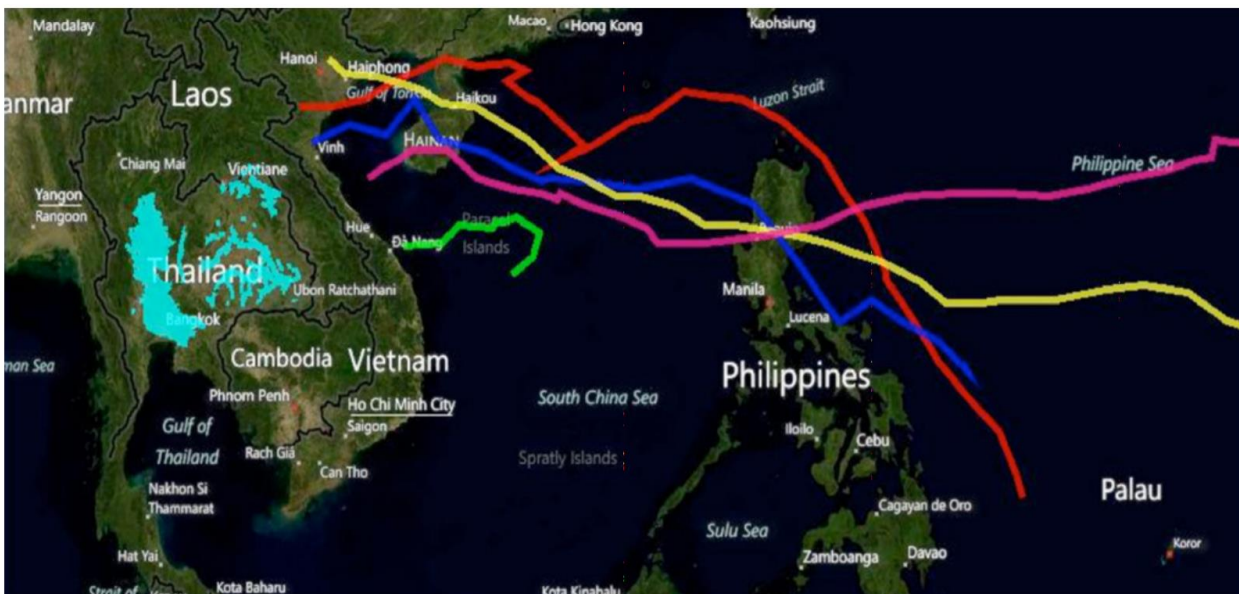 Mandalay
Macao
Hong Kong
Kaohsiung
Hanoi
Haiphong
anmar
Laos
Gulf of Tonkin
Haikou
Luzon Strait
HAINAN
Vinh
Chiang Mai
Vientiane
Philippine Sea
Yangon
Rangoon
Hue
Đà Nang
Paracel
Islands
Baguio
Thailand
Ubon Ratchathani
Manila
Bangkok
Lucena
Cambodia
Vietnam
man Sea
Philippines
Phnom Penh
Ho Chi Minh City
South China Sea
Gulf of
Thailand
Saigon
Iloilo
Cebu
Rach Giá
Can Tho
Spratly Islands
Nakhon Si
Thammarat
Palau
Cagayan de Oro
Sulu Sea
Hat Yai
Zamboanga
Davao
Koror
Strait of
Kota Baharu
Kota Kinabalu